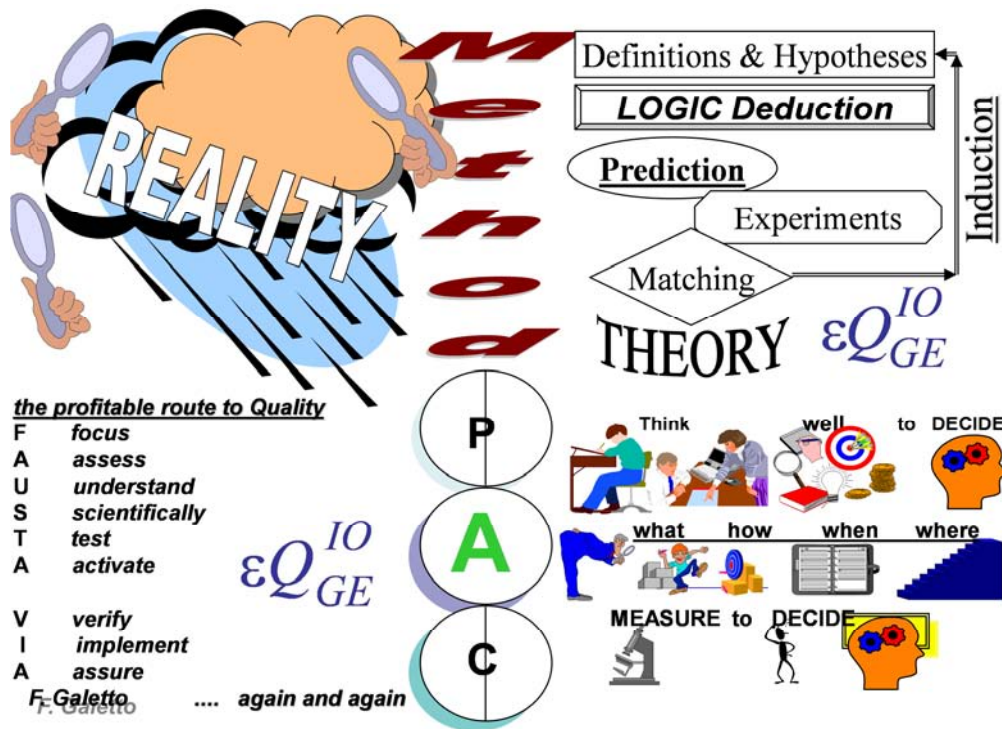 REALITY
Method
Definitions & Hypotheses
LOGIC Deduction
Prediction
Experiments
Matching
Induction
THEORY
εQ IO GE
the profitable route to Quality
F focus
A assess
U understand
S scientifically
T test
A activate
V verify
I implement
A assure
F. Galetto .... again and again
F. Galetto
εQ IO GE
P
A
C
Think well to DECIDE
what how when where
MEASURE to DECIDE